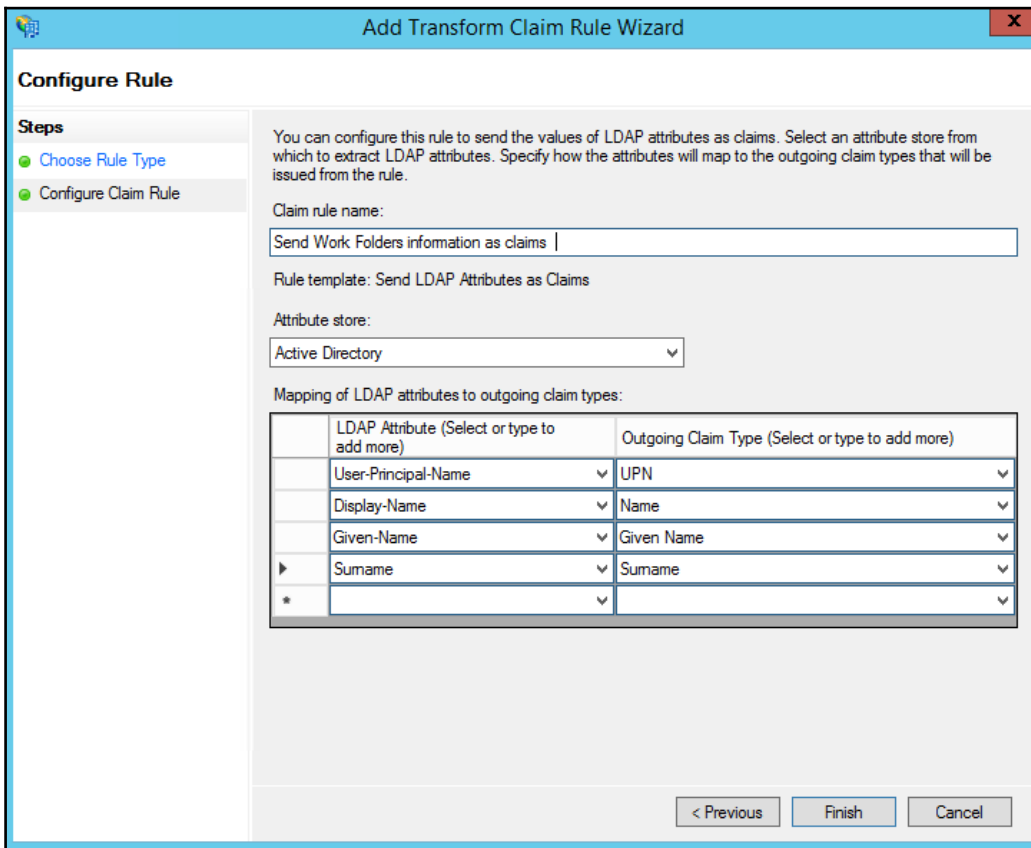 Add Transform Claim Rule Wizard
X
Configure Rule
Steps
Choose Rule Type
Configure Claim Rule
You can configure this rule to send the values of LDAP attributes as claims. Select an attribute store from
which to extract LDAP attributes. Specify how the attributes will map to the outgoing claim types that will be
issued from the rule.
Claim rule name:
Send Work Folders information as claims
Rule template: Send LDAP Attributes as Claims
Attribute store:
Active Directory
Mapping of LDAP attributes to outgoing claim types:
LDAP Attribute (Select or type to
add more)
Outgoing Claim Type (Select or type to add more)
User-Principal-Name UPN
Display-Name Name
Given-Name Given Name
Surname Surname
*
< Previous Finish Cancel